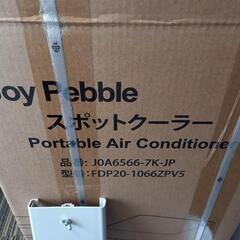 oy Pebble
スポットクーラー
Portable Air Conditioner
品番: J0A6566-7K-JP
型番: FDP20-1066ZPV5